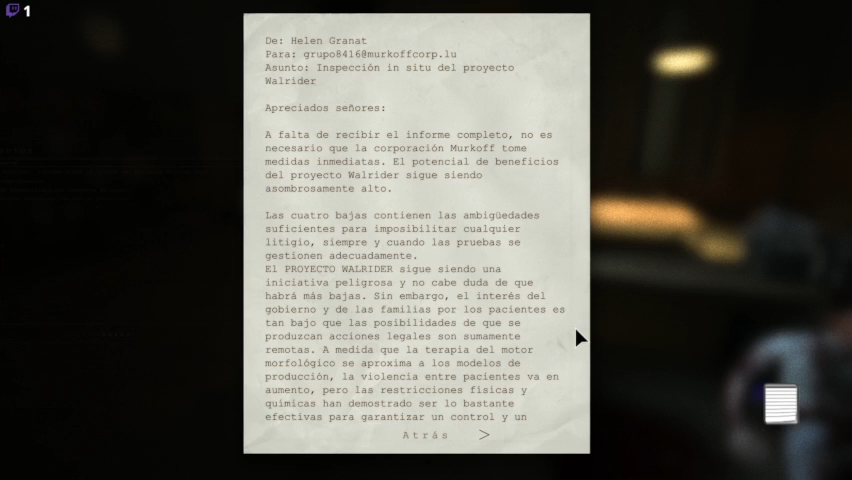 1
De: Helen Granat
Para: grupo8416@murkoffcorp.lu
Asunto: Inspección in situ del proyecto
Walrider
Apreciados señores:
A falta de recibir el informe completo, no es
necesario que la corporación Murkoff tome
medidas inmediatas. El potencial de beneficios
del proyecto Walrider sigue siendo
asombrosamente alto.
Las cuatro bajas contienen las ambigüedades
suficientes para imposibilitar cualquier
litigio, siempre y cuando las pruebas se
gestionen adecuadamente.
El PROYECTO WALRIDER sigue siendo una
iniciativa peligrosa y no cabe duda de que
habrá más bajas. Sin embargo, el interés del
gobierno y de las familias por los pacientes es
tan bajo que las posibilidades de que se
produzcan acciones legales son sumamente
remotas. A medida que la terapia del motor
morfológico se aproxima a los modelos de
producción, la violencia entre pacientes va en
aumento, pero las restricciones físicas y
químicas han demostrado ser lo bastante
efectivas para garantizar un control y un
Atrás >